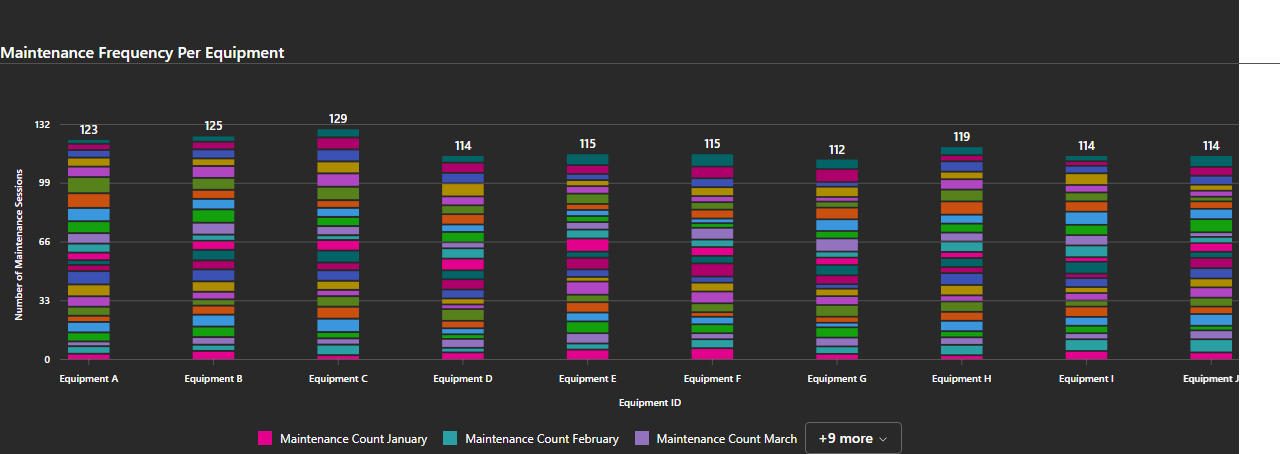 Maintenance Frequency Per Equipment
Number of Maintenance Sessions
132
99
66
33
0
123
125
129
114
115
115
112
119
114
114
Equipment A
Equipment B
Equipment C
Equipment D
Equipment E
Equipment F
Equipment G
Equipment H
Equipment I
Equipment J
Equipment ID
Maintenance Count January
Maintenance Count February
Maintenance Count March
+9 more